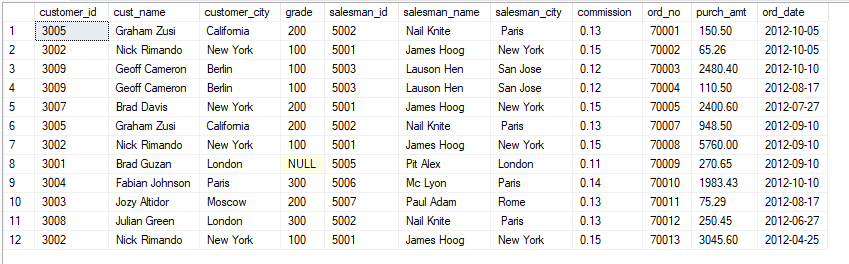 customer_id cust_name customer_city grade salesman_id salesman_name salesman_city commission ord_no purch_amt ord_date
1 3005 Graham Zusi California 200 5002 Nail Knite Paris 0.13 70001 150.50 2012-10-05
2 3002 Nick Rimando New York 100 5001 James Hoog New York 0.15 70002 65.26 2012-10-05
3 3009 Geoff Cameron Berlin 100 5003 Lauson Hen San Jose 0.12 70003 2480.40 2012-10-10
4 3009 Geoff Cameron Berlin 100 5003 Lauson Hen San Jose 0.12 70004 110.50 2012-08-17
5 3007 Brad Davis New York 200 5001 James Hoog New York 0.15 70005 2400.60 2012-07-27
6 3005 Graham Zusi California 200 5002 Nail Knite Paris 0.13 70007 948.50 2012-09-10
7 3002 Nick Rimando New York 100 5001 James Hoog New York 0.15 70008 5760.00 2012-09-10
8 3001 Brad Guzan London NULL 5005 Pit Alex London 0.11 70009 270.65 2012-09-10
9 3004 Fabian Johnson Paris 300 5006 Mc Lyon Paris 0.14 70010 1983.43 2012-10-10
10 3003 Jozy Altidor Moscow 200 5007 Paul Adam Rome 0.13 70011 75.29 2012-08-17
11 3008 Julian Green London 300 5002 Nail Knite Paris 0.13 70012 250.45 2012-06-27
12 3002 Nick Rimando New York 100 5001 James Hoog New York 0.15 70013 3045.60 2012-04-25